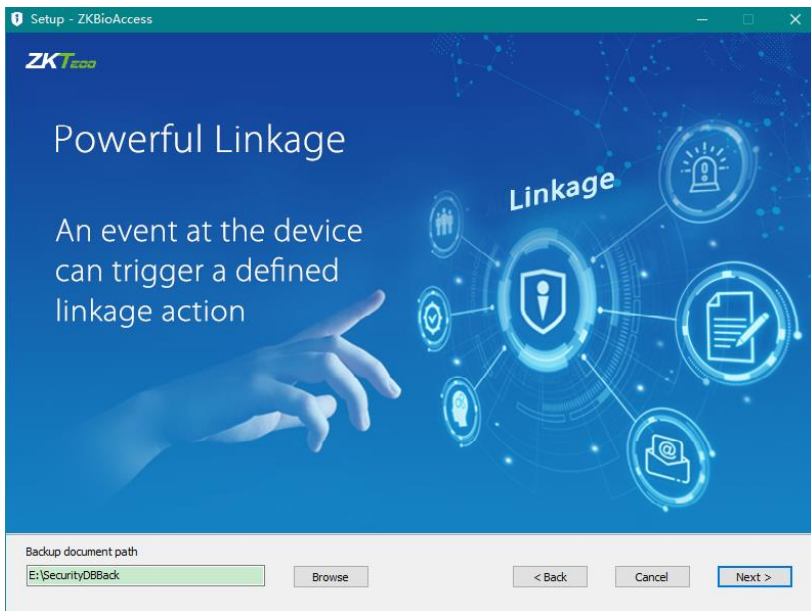 Setup - ZKBioAccess
ZKTECO
Powerful Linkage
Linkage
An event at the device
can trigger a defined
linkage action
@
Backup document path
E:\SecurityDBBack
Browse
< Back
Cancel
Next >